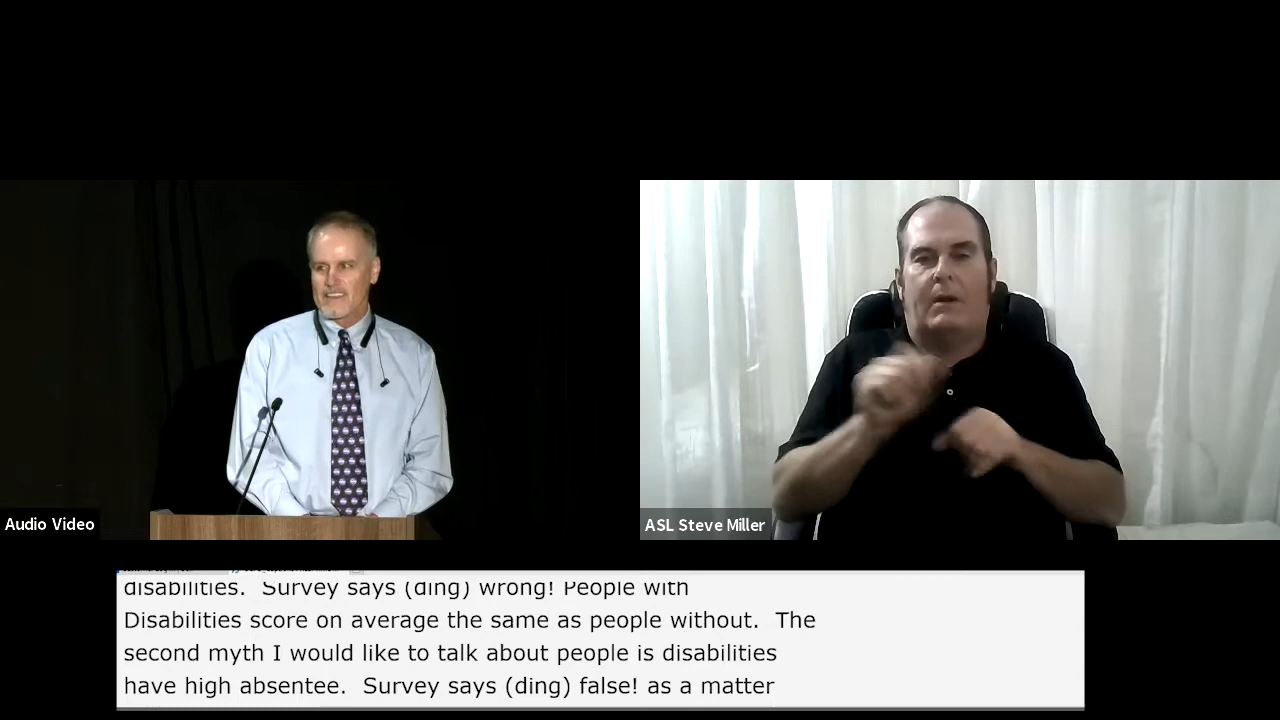 Audio Video
ASL Steve Miller
disabilities.  Survey says (ding) wrong! People with
Disabilities score on average the same as people without.  The
second myth I would like to talk about people is disabilities
have high absentee.  Survey says (ding) false! as a matter